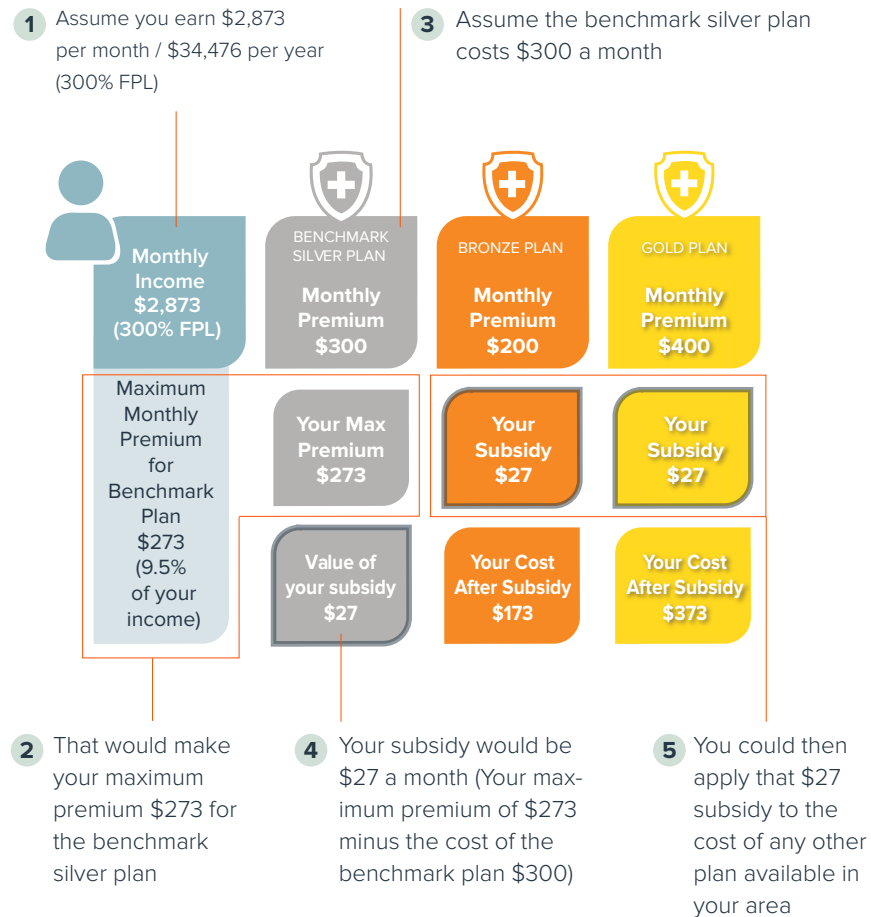 1
Assume you earn $2,873
per month / $34,476 per year
(300% FPL)
3
Assume the benchmark silver plan
costs $300 a month
Monthly
Income
$2,873
(300% FPL)
BENCHMARK
SILVER PLAN
Monthly
Premium
$300
BRONZE PLAN
Monthly
Premium
$200
GOLD PLAN
Monthly
Premium
$400
Maximum
Monthly
Premium
for
Benchmark
Plan
$273
(9.5%
of your
income)
Your Max
Premium
$273
Your
Subsidy
$27
Your
Subsidy
$27
Value of
your subsidy
$27
Your Cost
After Subsidy
$173
Your Cost
After Subsidy
$373
2
That would make
your maximum
premium $273 for
the benchmark
silver plan
4
Your subsidy would be
$27 a month (Your max-
imum premium of $273
minus the cost of the
benchmark plan $300)
5
You could then
apply that $27
subsidy to the
cost of any other
plan available in
your area